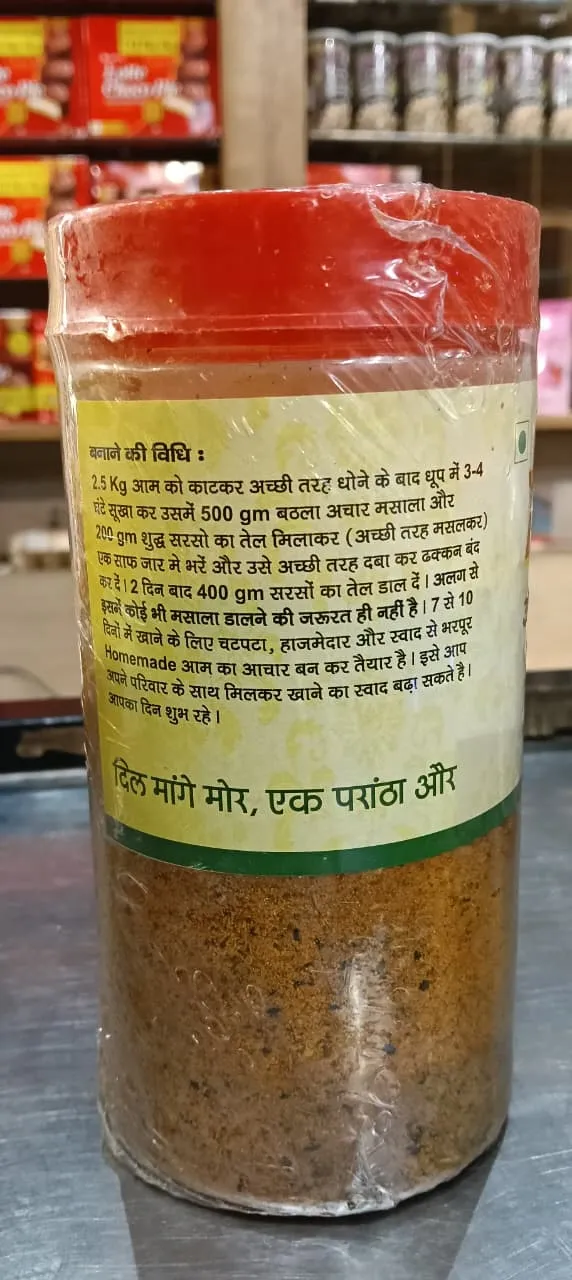 बनाने की विधि :
2.5 Kg आम को काटकर अच्छी तरह धोने के बाद धूप में 3-4
घंटे सूखा कर उसमें 500 gm बठला अचार मसाला और
200 gm शुद्ध सरसो का तेल मिलाकर (अच्छी तरह मसलकर)
एक साफ जार मे भरें और उसे अच्छी तरह दबा कर ढक्कन बंद
कर दें। 2 दिन बाद 400 gm सरसों का तेल डाल दें। अलग से
इसमें कोई भी मसाला डालने की जरूरत ही नहीं है। 7 से 10
दिनों में खाने के लिए चटपटा, हाजमेदार और स्वाद से भरपूर
Homemade आम का आचार बन कर तैयार है। इसे आप
अपने परिवार के साथ मिलकर खाने का स्वाद बढ़ा सकते है।
आपका दिन शुभ रहे।
दिल मांगे मोर, एक परांठा और